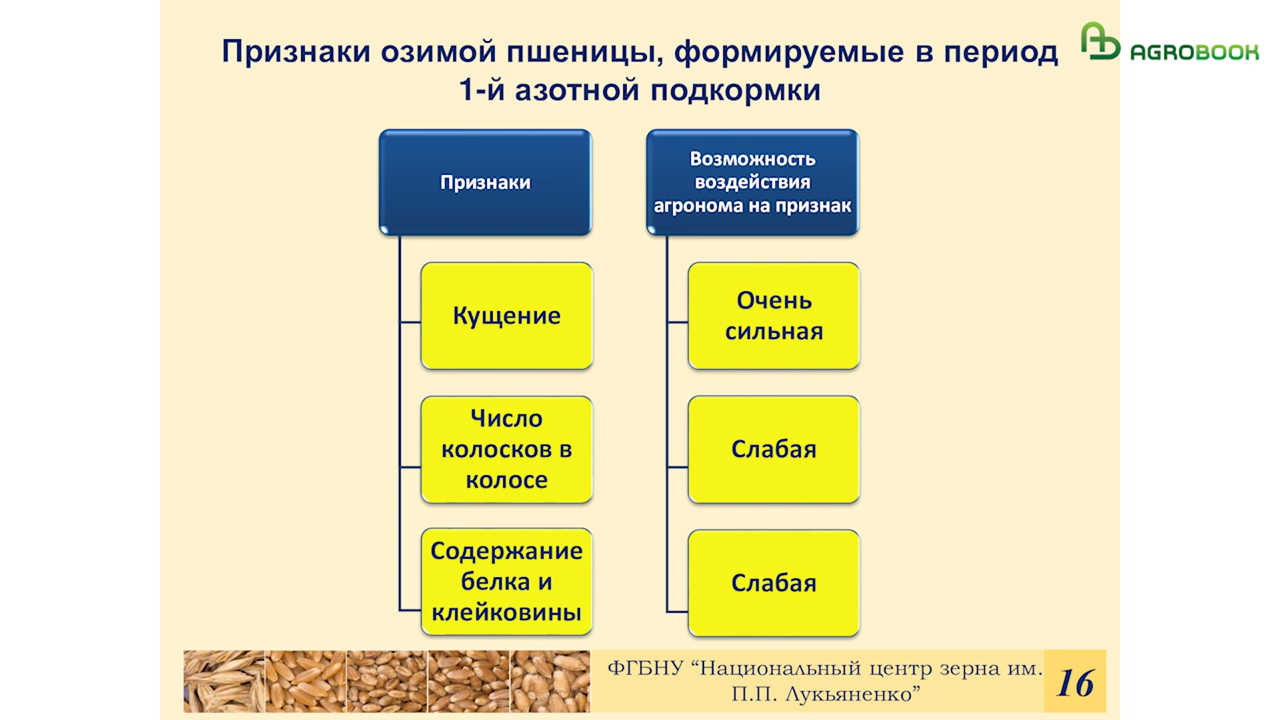 Признаки озимой пшеницы, формируемые в период
1-й азотной подкормки
AGROBOOK
Признаки
Возможность
воздействия
агронома на признак
Кущение
Очень
сильная
Число
колосков в
колосе
Слабая
Содержание
белка и
клейковины
Слабая
ФГБНУ “Национальный центр зерна им.
П.П. Лукьяненко”
16